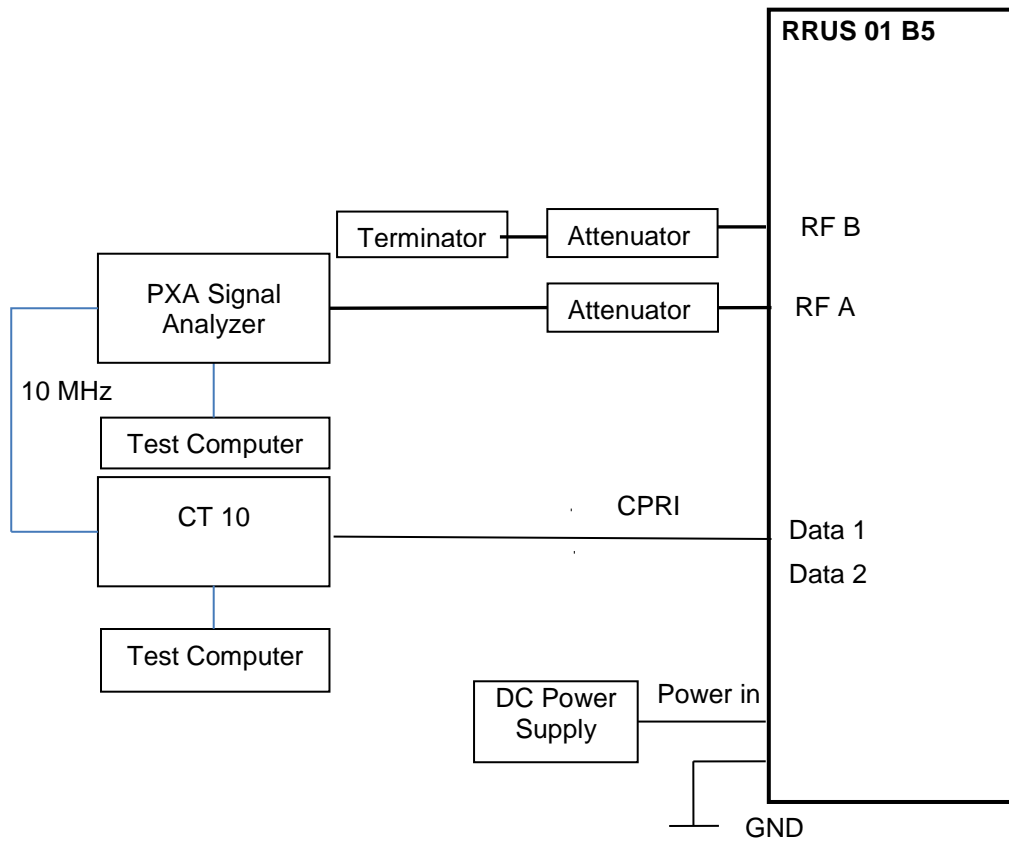 RRUS 01 B5
RF B
Terminator
Attenuator
PXA Signal
Analyzer
Attenuator
RF A
10 MHz
Test Computer
CT 10
CPRI
Data 1
Data 2
Test Computer
DC Power
Supply
Power in
GND